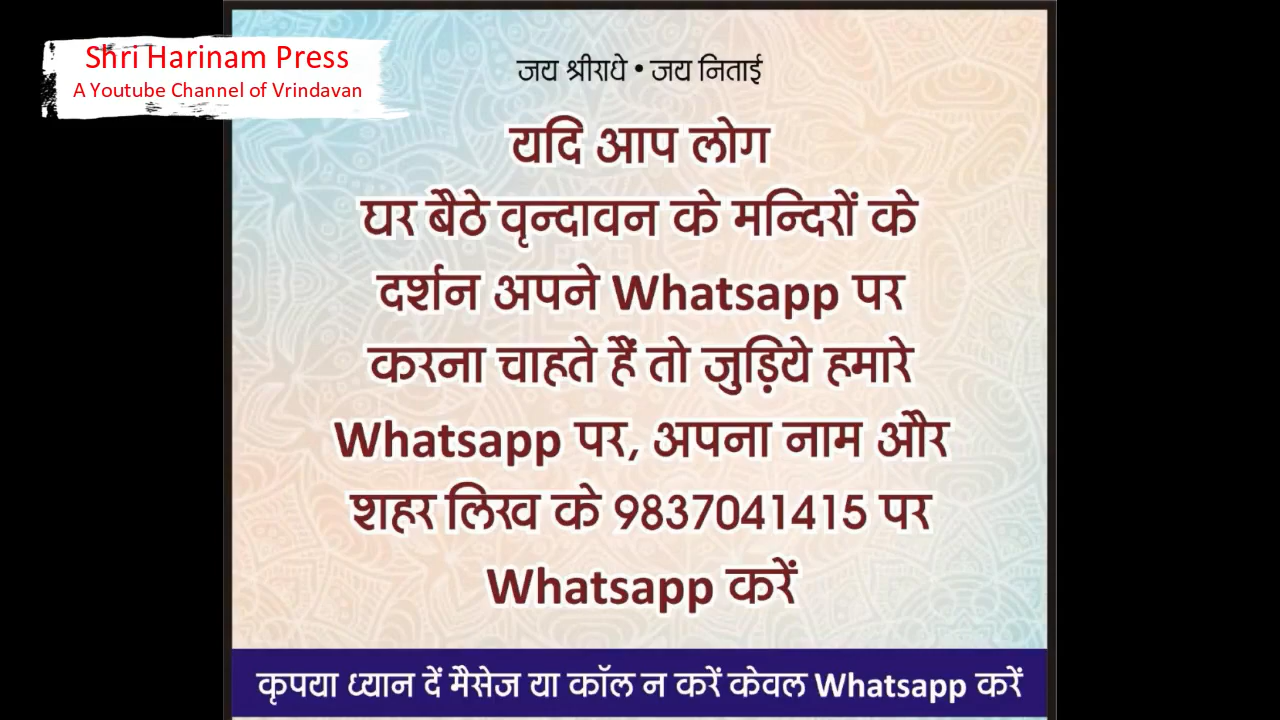 Shri Harinam Press
A Youtube Channel of Vrindavan
जय श्रीराधे • जय निताई
यदि आप लोग
घर बैठे वृन्दावन के मन्दिरों के
दर्शन अपने Whatsapp पर
करना चाहते हैं तो जुड़िये हमारे
Whatsapp पर, अपना नाम और
शहर लिख के 9837041415 पर
Whatsapp करें
कृपया ध्यान दें मैसेज या कॉल न करें केवल Whatsapp करें